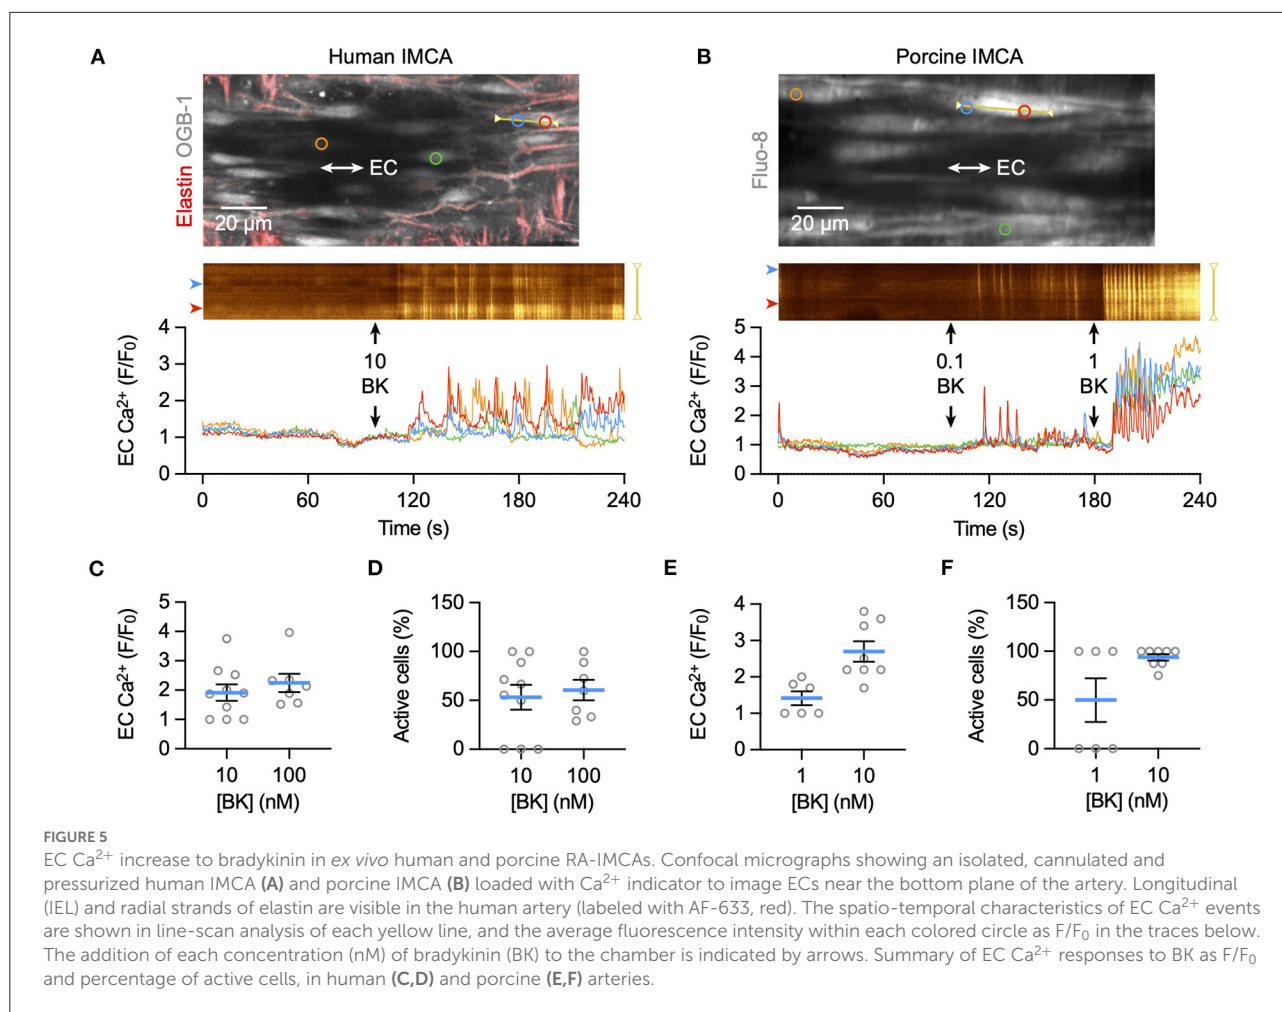 A
Human IMCA
Elastin OGB-1
EC
20 µm
B
Porcine IMCA
Fluo-8
EC
20 µm
EC Ca²⁺ (F/F₀)
4
3
2
1
0
10
BK
0 60 120 180 240
Time (s)
EC Ca²⁺ (F/F₀)
5
4
3
2
1
0
0.1
BK
1
BK
0 60 120 180 240
Time (s)
C
EC Ca²⁺ (F/F₀)
5
4
3
2
1
0
10 100
[BK] (nM)
D
Active cells (%)
150
100
50
0
10 100
[BK] (nM)
E
EC Ca²⁺ (F/F₀)
4
3
2
1
0
1 10
[BK] (nM)
F
Active cells (%)
150
100
50
0
1 10
[BK] (nM)
FIGURE 5
EC Ca²⁺ increase to bradykinin in ex vivo human and porcine RA-IMCAs. Confocal micrographs showing an isolated, cannulated and
pressurized human IMCA (A) and porcine IMCA (B) loaded with Ca²⁺ indicator to image ECs near the bottom plane of the artery. Longitudinal
(IEL) and radial strands of elastin are visible in the human artery (labeled with AF-633, red). The spatio-temporal characteristics of EC Ca²⁺ events
are shown in line-scan analysis of each yellow line, and the average fluorescence intensity within each colored circle as F/F₀ in the traces below.
The addition of each concentration (nM) of bradykinin (BK) to the chamber is indicated by arrows. Summary of EC Ca²⁺ responses to BK as F/F₀
and percentage of active cells, in human (C,D) and porcine (E,F) arteries.